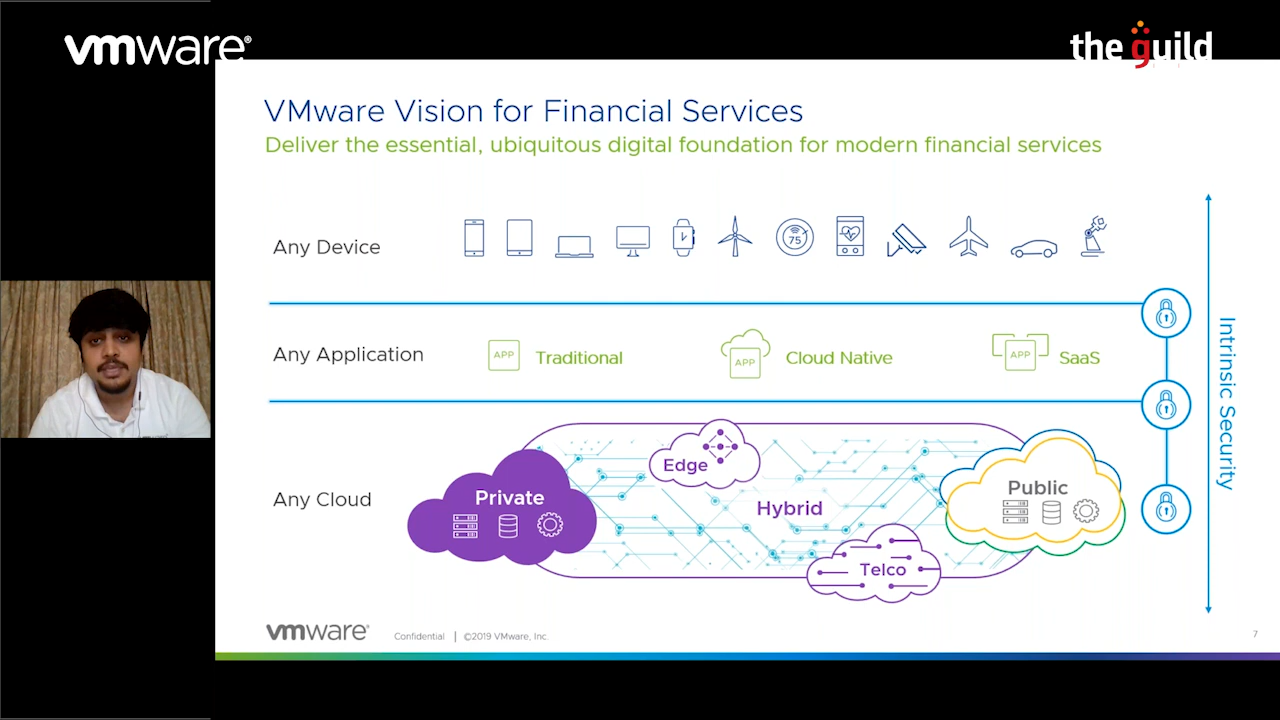 vmware®
the guild
VMware Vision for Financial Services
Deliver the essential, ubiquitous digital foundation for modern financial services
Any Device
75
Any Application
APP
Traditional
APP
Cloud Native
APP
SaaS
Any Cloud
Private
Edge
Hybrid
Telco
Public
Intrinsic Security
vmware®
Confidential | ©2019 VMware, Inc.
7